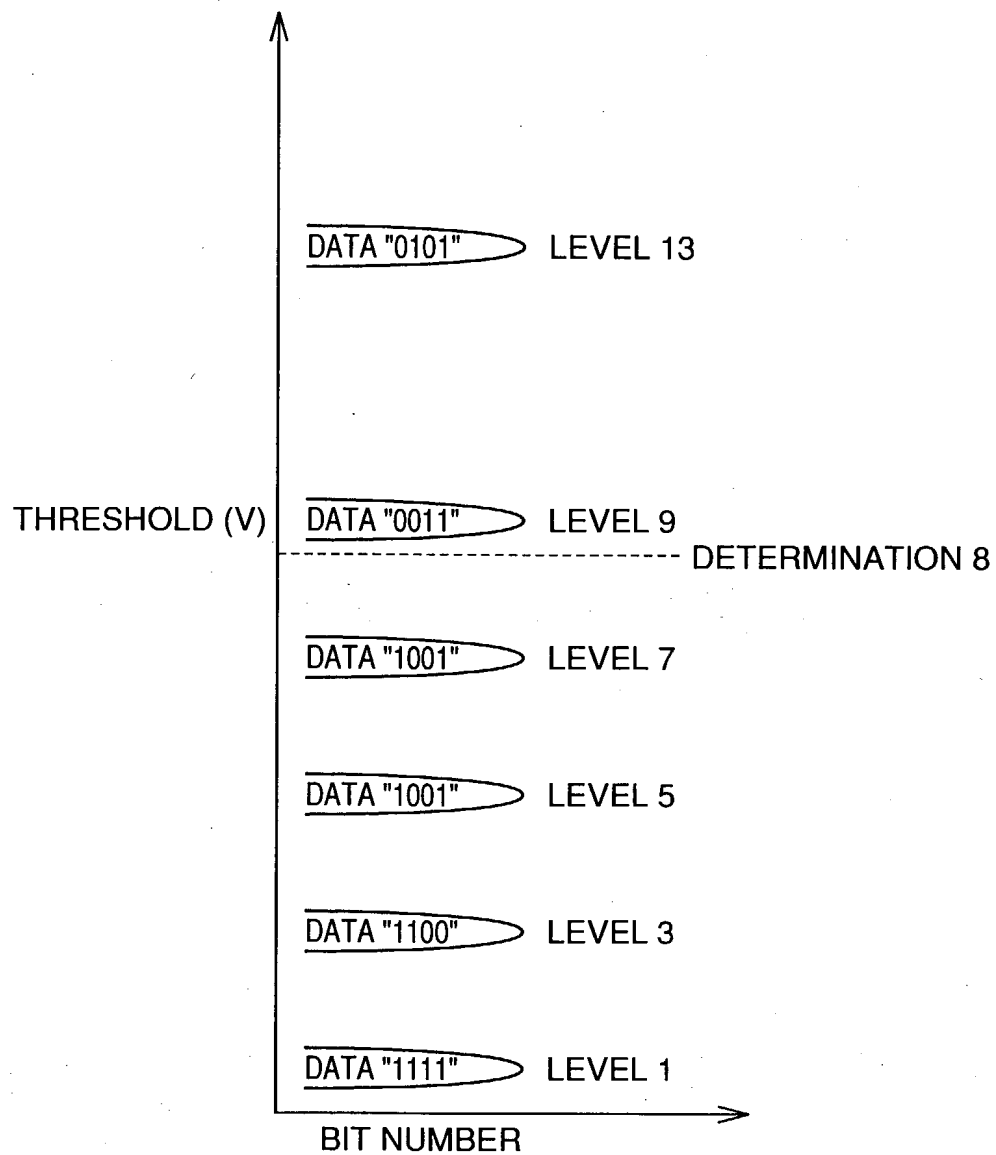 DATA "0101" LEVEL 13
THRESHOLD (V) DATA "0011" LEVEL 9
DETERMINATION 8
DATA "1001" LEVEL 7
DATA "1001" LEVEL 5
DATA "1100" LEVEL 3
DATA "1111" LEVEL 1
BIT NUMBER